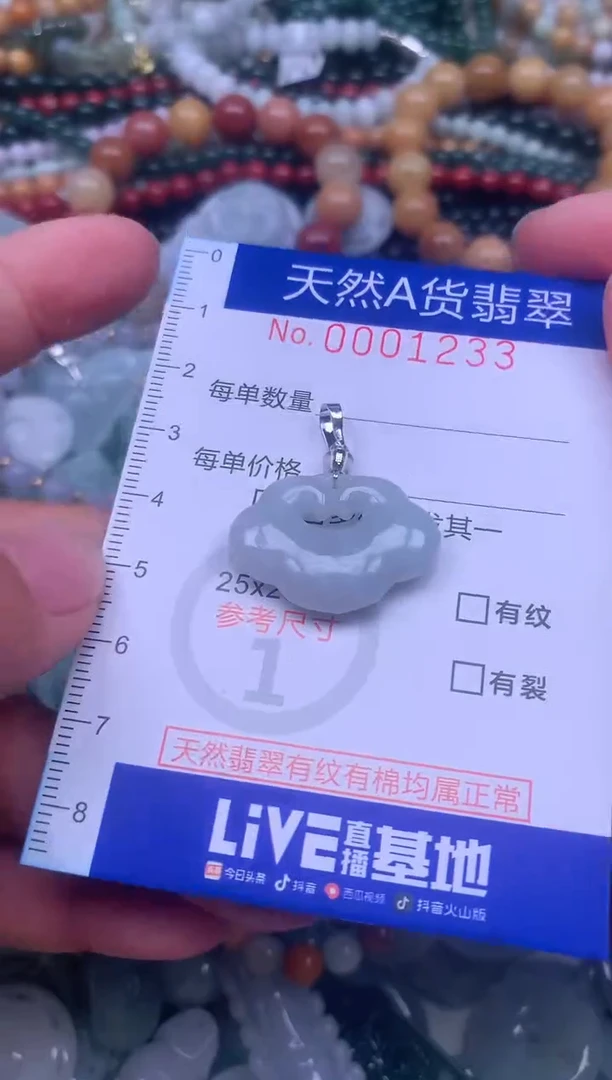 0
天然A货翡翠
1
No. 0001233
2
每单数量
3
每单价格
4
其一
5
25x2
有纹
参考尺寸
6
1
有裂
7
天然翡翠有纹有棉均属正常
8
LiVE直播基地
今日头条 抖音 西瓜视频 抖音火山版